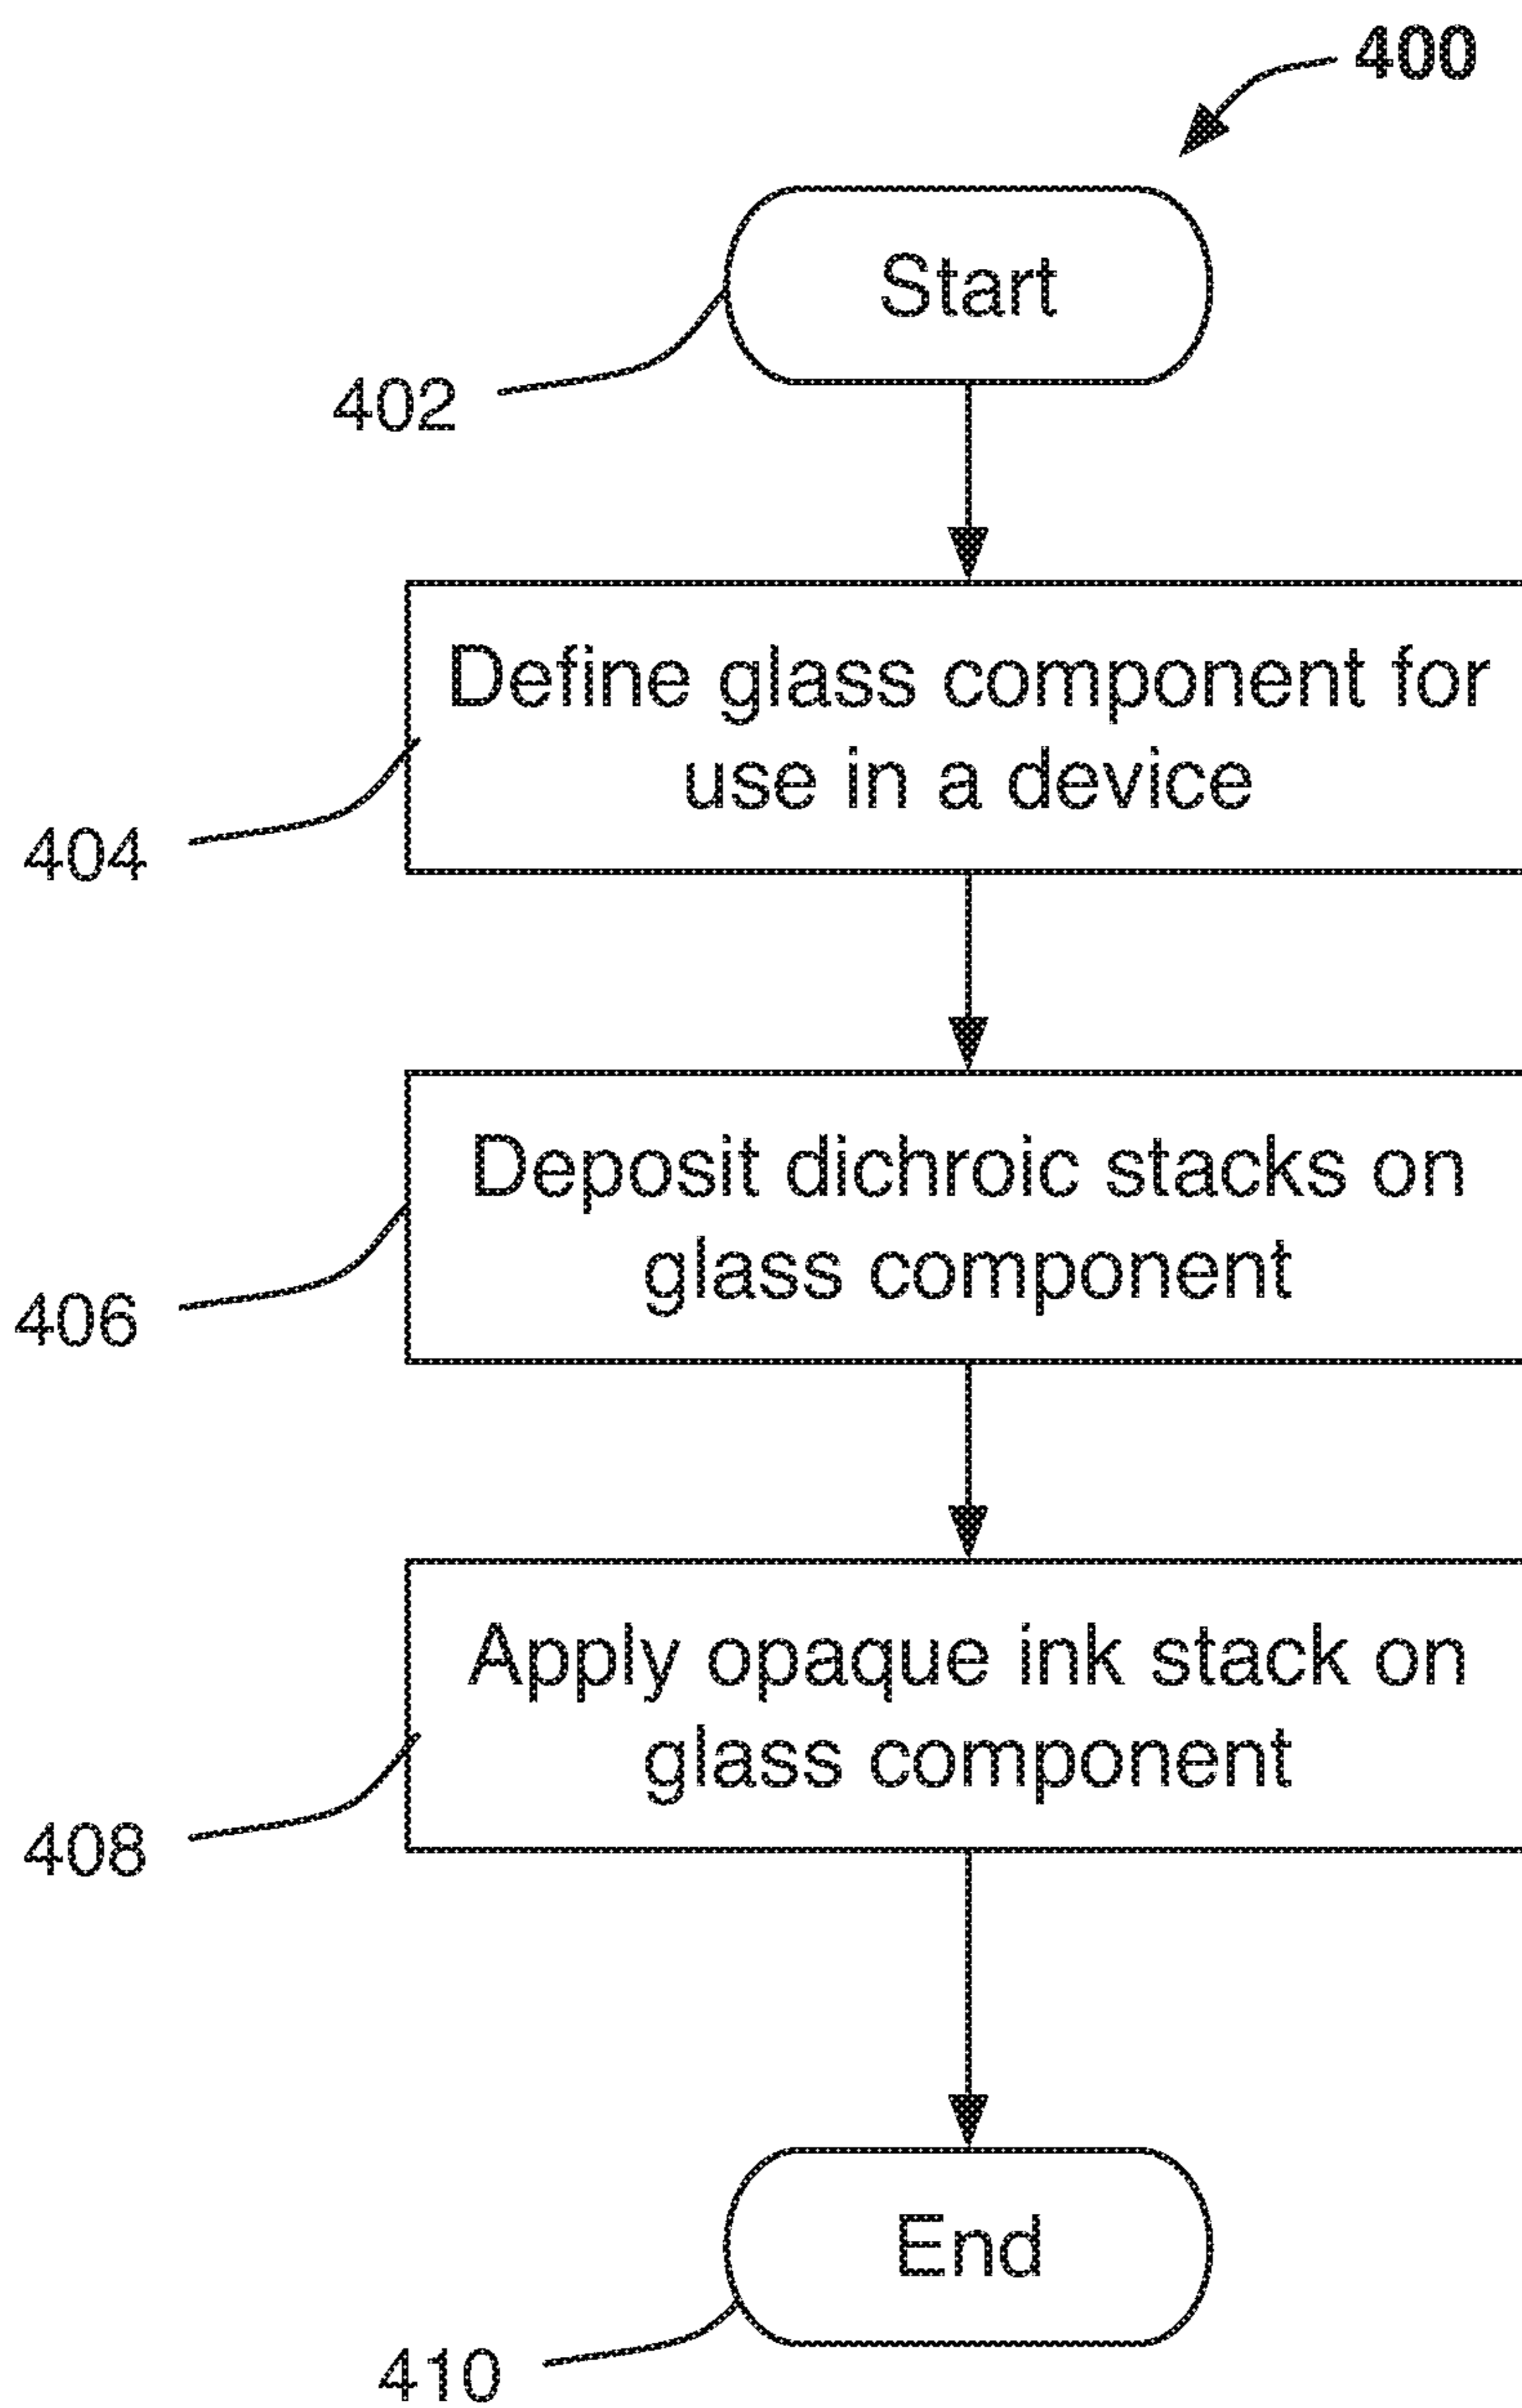 400
Start
402
Define glass component for
use in a device
404
Deposit dichroic stacks on
glass component
406
Apply opaque ink stack on
glass component
408
End
410